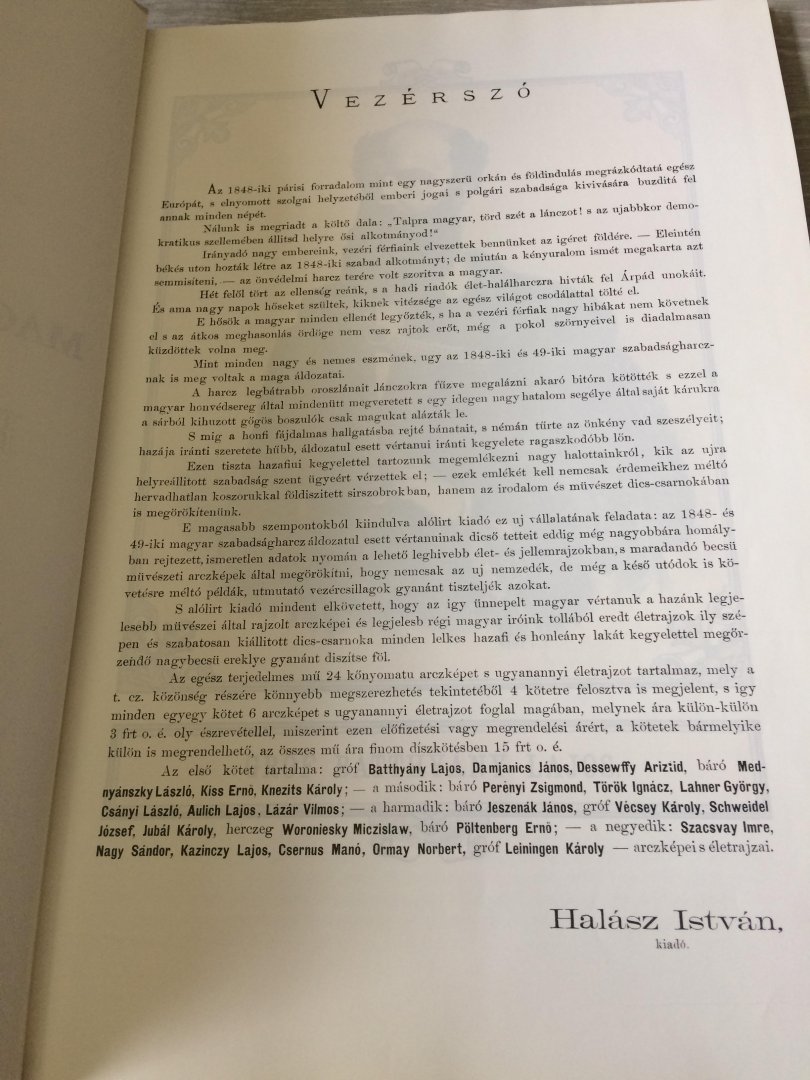 VEZÉRSZÓ
Az 1848-iki párisi forradalom mint egy nagyszerü orkán és földindulás megrázkódtatá egész
Európát, s elnyomott szolgai helyzetéből emberi jogai s polgári szabadsága kivivására buzditá fel
annak minden népét.
Nálunk is megriadt a költő dala: „Talpra magyar, törd szét a lánczot! s az ujabbkor demo-
kratikus szellemében állitsd helyre ősi alkotmányod!“
Irányadó nagy embereink, vezéri férfiaink elvezettek bennünket az igéret földére. — Eleintén
békés uton hozták létre az 1848-iki szabad alkotmányt; de miután a kényuralom ismét megakarta azt
semmisíteni, — az önvédelmi harcz terére volt szoritva a magyar.
Hét felől tört az ellenség reánk, s a hadi riadók élet-halálharczra hivták fel Árpád unokáit.
És ama nagy napok hőseket szültek, kiknek vitézsége az egész világot csodálattal tölté el.
E hősök a magyar minden ellenét legyőzték, s ha a vezéri férfiak nagy hibákat nem követnek
el s az átkos meghasonlás ördöge nem vesz rajtok erőt, még a pokol szörnyeivel is diadalmasan
küzdöttek volna meg.
Mint minden nagy és nemes eszmének, ugy az 1848-iki és 49-iki magyar szabadságharcz-
nak is meg voltak a maga áldozatai.
A harcz legbátrabb oroszlánait lánczokra fűzve megalázni akaró bitóra kötötték s ezzel a
magyar honvédsereg által mindenütt megveretett s egy idegen nagyhatalom segélye által saját kárukra
a sárból kihuzott gőgös boszulók csak magukat alázták le.
S mig a honfi fájdalmas hallgatásba rejté bánatait, s némán tűrte az önkény vad szeszélyeit;
hazája iránti szeretete hűbb, áldozatul esett vértanui iránti kegyelete ragaszkodóbb lön.
Ezen tiszta hazafiui kegyelettel tartozunk megemlékezni nagy halottainkról, kik az ujra
helyreállitott szabadság szent ügyeért vérzettek el; — ezek emlékét kell nemcsak érdemeikhez méltó
hervadhatlan koszorukkal földiszitett sirszobrokban, hanem az irodalom és művészet dics-csarnokában
is megörökitenünk.
E magasabb szempontokból kiindulva alólirt kiadó ez uj vállalatának feladata: az 1848- és
49-iki magyar szabadságharcz áldozatul esett vértanuinak dicső tetteit eddig még nagyobbára homály-
ban rejtezett, ismeretlen adatok nyomán a lehető leghivebb élet- és jellemrajzokban, s maradandó becsü
művészeti arczképek által megörökítni, hogy nemcsak az uj nemzedék, de még a késő utódok is kö-
vetésre méltó példák, utmutató vezércsillagok gyanánt tiszteljék azokat.
S alólirt kiadó mindent elkövetett, hogy az igy ünnepelt magyar vértanuk a hazánk legje-
lesebb művészei által rajzolt arczképei és legjelesb régi magyar iróink tollából eredt életrajzok ily szé-
pen és szabatosan kiállitott dics-csarnoka minden lelkes hazafi és honleány lakát kegyelettel megőr-
zendő nagybecsü ereklye gyanánt diszitse föl.
Az egész terjedelmes mű 24 kőnyomatu arczképet s ugyanannyi életrajzot tartalmaz, mely a
t. cz. közönség részére könnyebb megszerezhetés tekintetéből 4 kötetre felosztva is megjelent, s igy
minden egyegy kötet 6 arczképet s ugyanannyi életrajzot foglal magában, melynek ára külön-külön
3 frt o. é. oly észrevétellel, miszerint ezen előfizetési vagy megrendelési árért, a kötetek bármelyike
külön is megrendelhető, az összes mű ára finom díszkötésben 15 frt o. é.
Az első kötet tartalma: gróf Batthyány Lajos, Damjanics János, Dessewffy Arizṭid, báró Med-
nyánszky László, Kiss Ernő, Knezits Károly; — a második: báró Perényi Zsigmond, Török Ignácz, Lahner György,
Csányi László, Aulich Lajos, Lázár Vilmos; — a harmadik: báró Jeszenák János, gróf Vécsey Károly, Schweidel
József, Jubál Károly, herczeg Woroniesky Miczislaw, báró Pöltenberg Ernő; — a negyedik: Szacsvay Imre,
Nagy Sándor, Kazinczy Lajos, Csernus Manó, Ormay Norbert, gróf Leiningen Károly — arczképei s életrajzai.
Halász István,
kiadó.